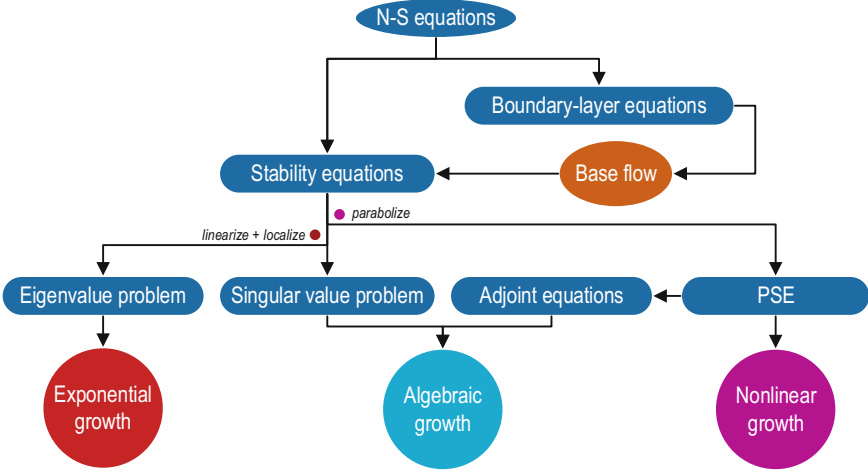 N-S equations
Boundary-layer equations
Stability equations
Base flow
parabolize
linearize + localize
Eigenvalue problem
Singular value problem
Adjoint equations
PSE
Exponential
growth
Algebraic
growth
Nonlinear
growth